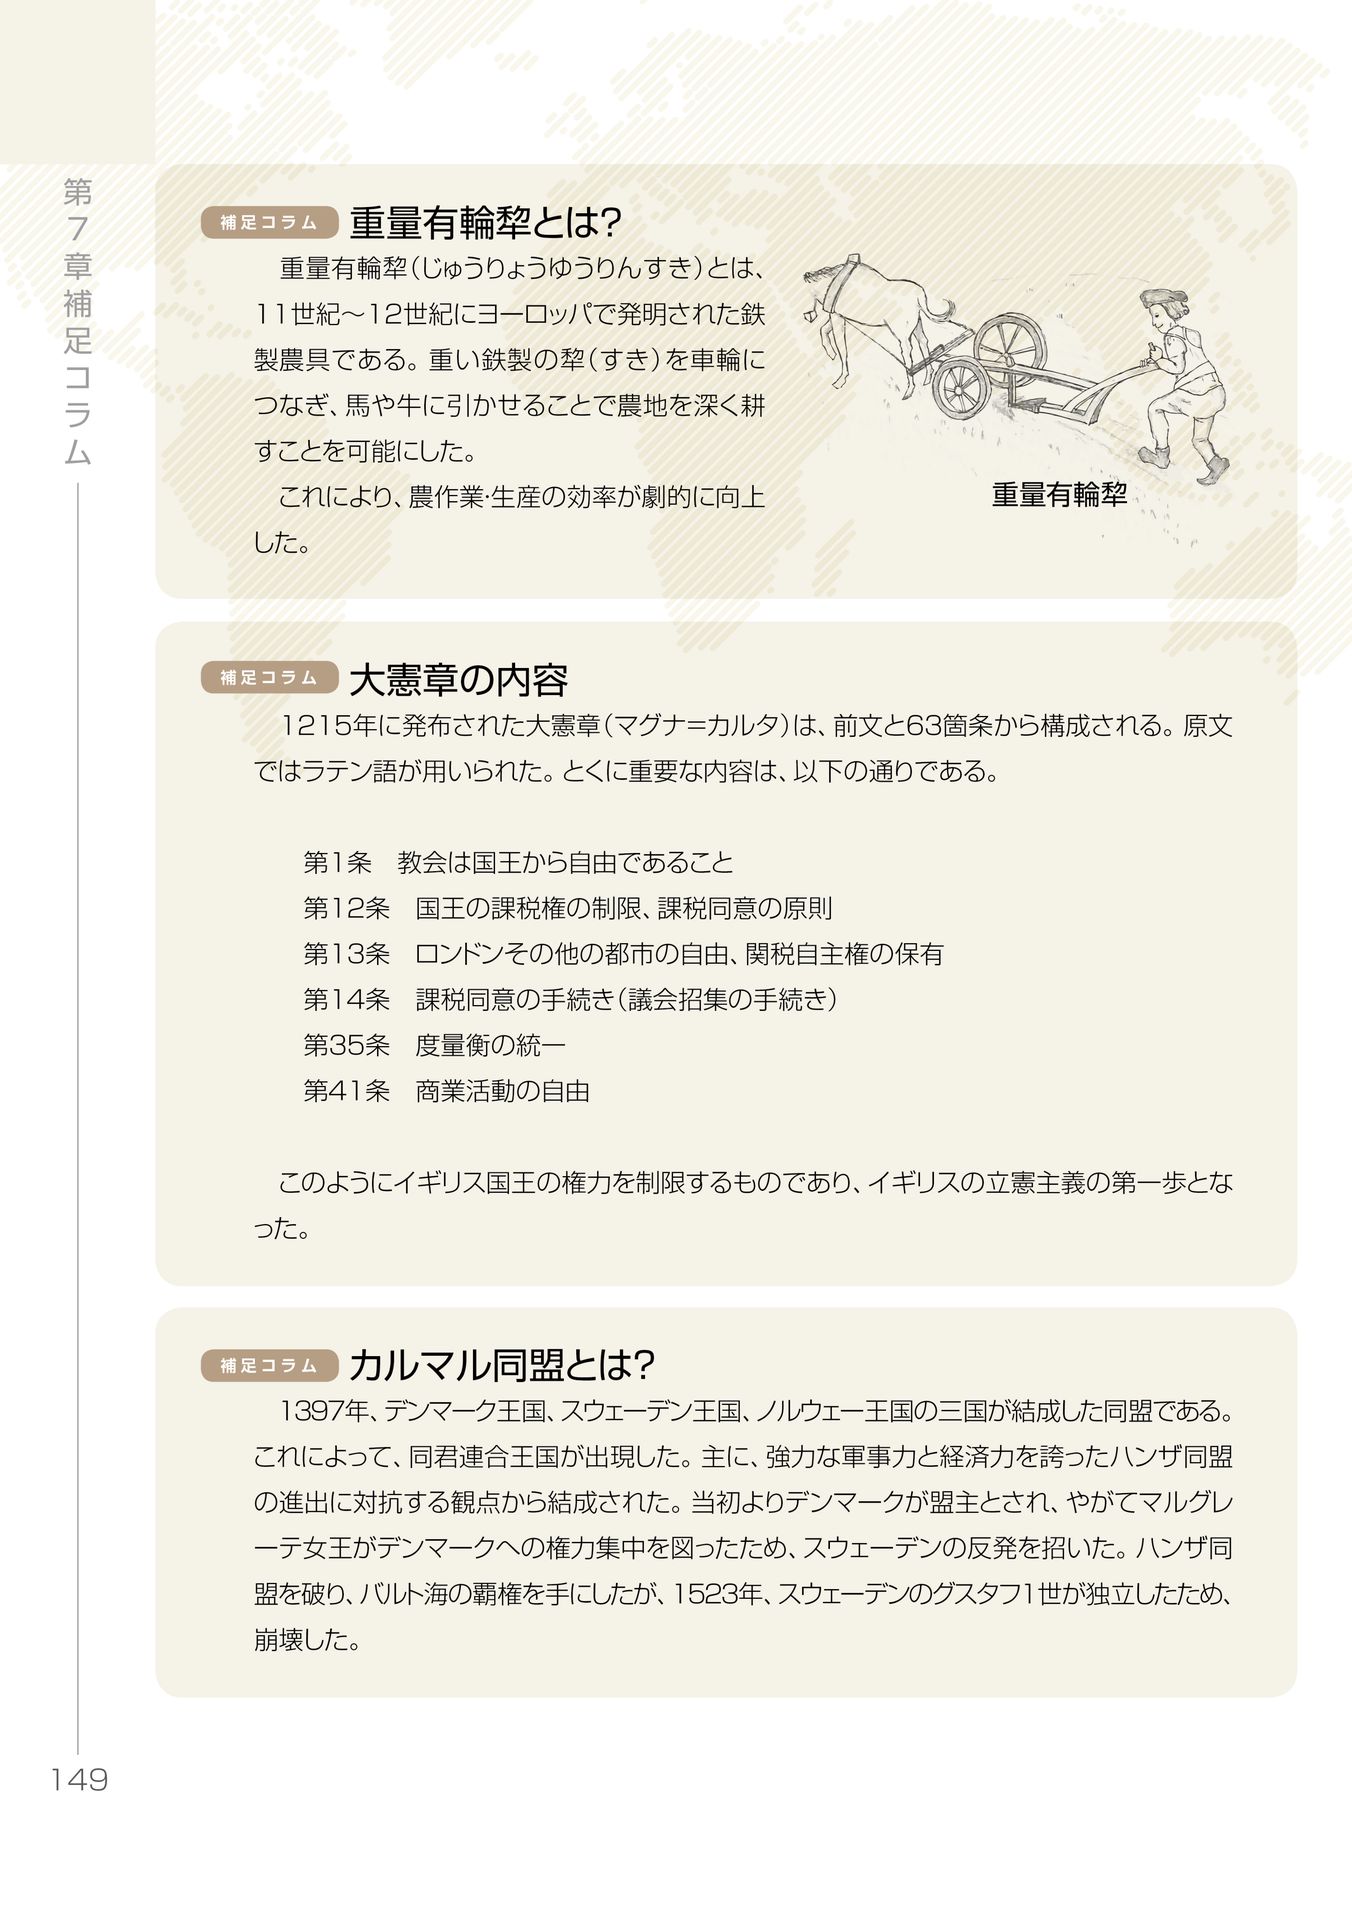 第7章補足コラム
補足コラム 重量有輪犂とは?
重量有輪犂(じゅうりょうゆうりんすき)とは、
11世紀〜12世紀にヨーロッパで発明された鉄
製農具である。重い鉄製の犂(すき)を車輪に
つなぎ、馬や牛に引かせることで農地を深く耕
すことを可能にした。
これにより、農作業・生産の効率が劇的に向上
した。
重量有輪犂
補足コラム 大憲章の内容
1215年に発布された大憲章(マグナ=カルタ)は、前文と63箇条から構成される。原文
ではラテン語が用いられた。とくに重要な内容は、以下の通りである。
第1条 教会は国王から自由であること
第12条 国王の課税権の制限、課税同意の原則
第13条 ロンドンその他の都市の自由、関税自主権の保有
第14条 課税同意の手続き(議会招集の手続き)
第35条 度量衡の統一
第41条 商業活動の自由
このようにイギリス国王の権力を制限するものであり、イギリスの立憲主義の第一歩とな
った。
補足コラム カルマル同盟とは?
1397年、デンマーク王国、スウェーデン王国、ノルウェー王国の三国が結成した同盟である。
これによって、同君連合王国が出現した。主に、強力な軍事力と経済力を誇ったハンザ同盟
の進出に対抗する観点から結成された。当初よりデンマークが盟主とされ、やがてマルグレ
ーテ女王がデンマークへの権力集中を図ったため、スウェーデンの反発を招いた。ハンザ同
盟を破り、バルト海の覇権を手にしたが、1523年、スウェーデンのグスタフ1世が独立したため、
崩壊した。
149